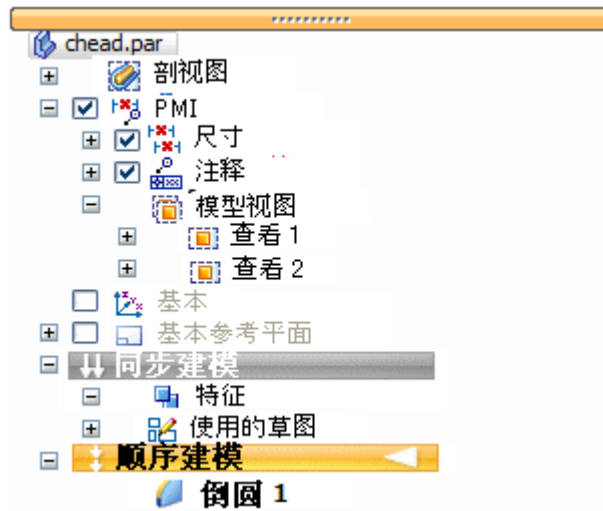 chead.par
剖视图
PMI
尺寸
注释
模型视图
查看 1
查看 2
基本
基本参考平面
同步建模
特征
使用的草图
顺序建模
倒圆 1